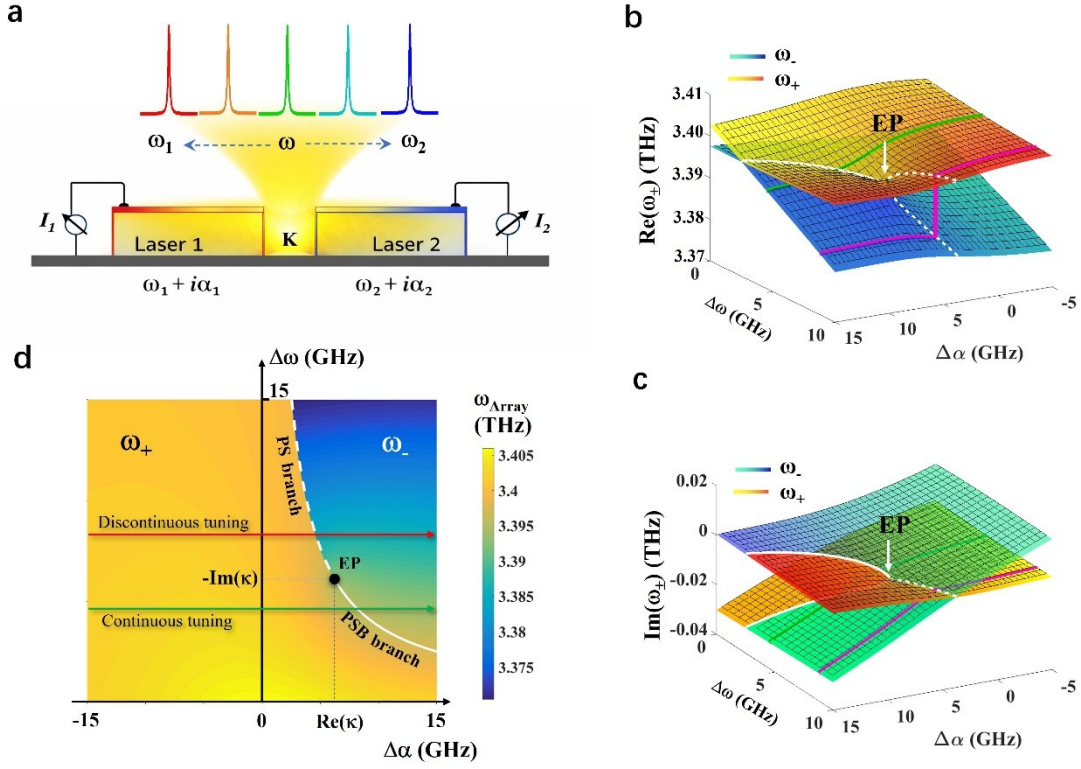 a
ω₁
ω
ω₂
I₁
Laser 1
K
Laser 2
I₂
ω₁ + iα₁
ω₂ + iα₂
b
ω₋
ω₊
EP
Re(ω±) (THz)
3.41
3.40
3.39
3.38
3.37
0
5
10
Δω (GHz)
15
10
5
0
-5
Δα (GHz)
c
ω₋
ω₊
EP
Im(ω±) (THz)
0.02
0
-0.02
-0.04
0
5
10
Δω (GHz)
15
10
5
0
-5
Δα (GHz)
d
Δω (GHz)
15
ω₊
PS branch
ω₋
Discontinuous tuning
EP
-Im(κ)
Continuous tuning
PSB branch
-15
0
Re(κ)
15
Δα (GHz)
ω_Array
(THz)
3.405
3.4
3.395
3.39
3.385
3.38
3.375